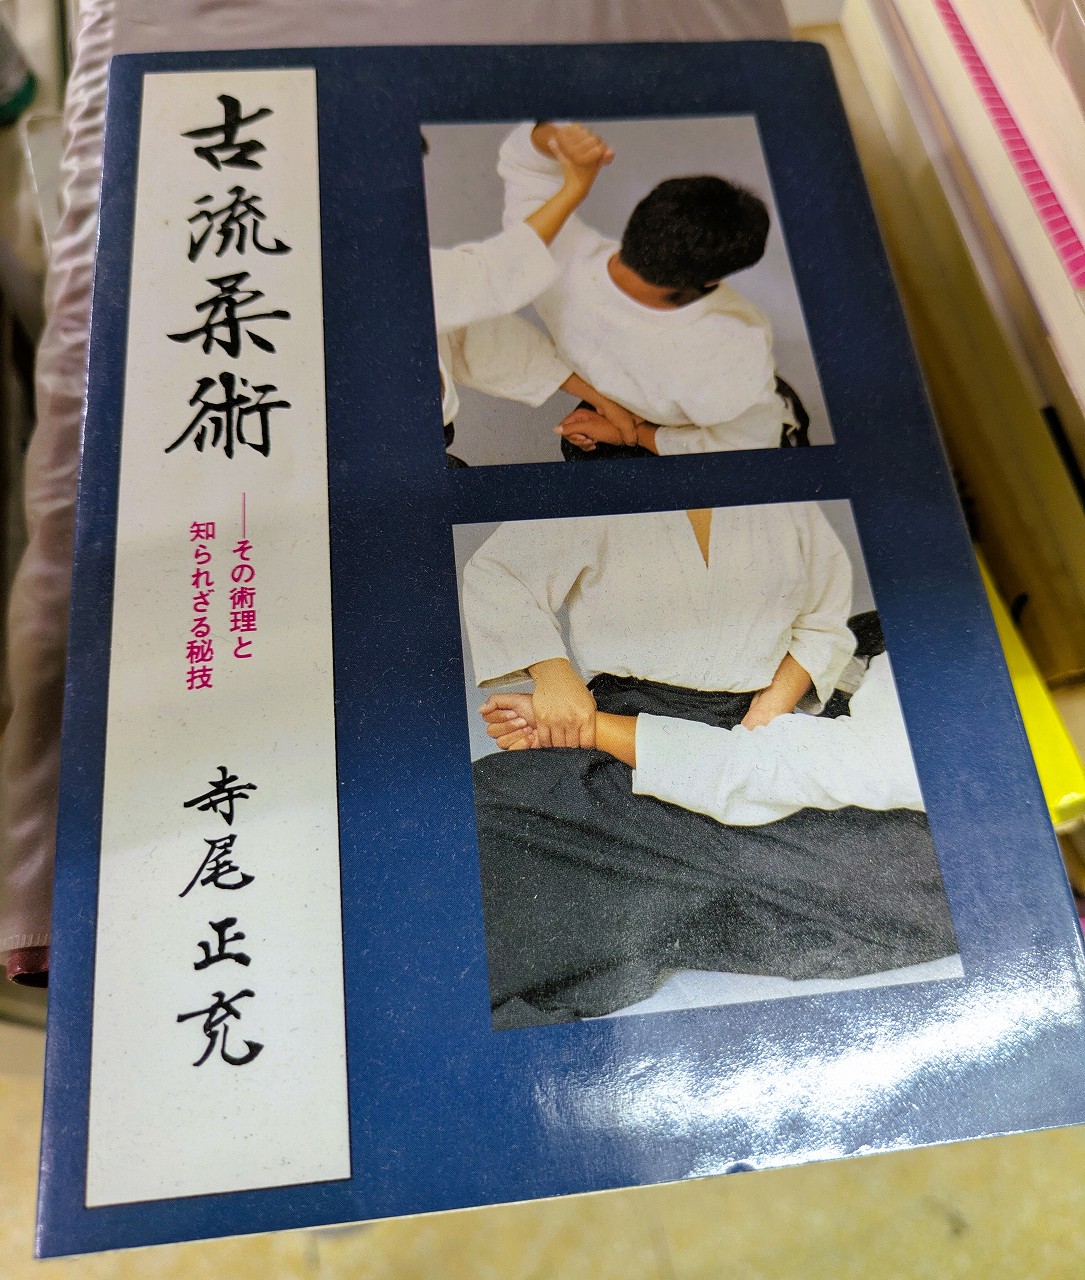 古流柔術
――その術理と
知られざる秘技
寺尾正充